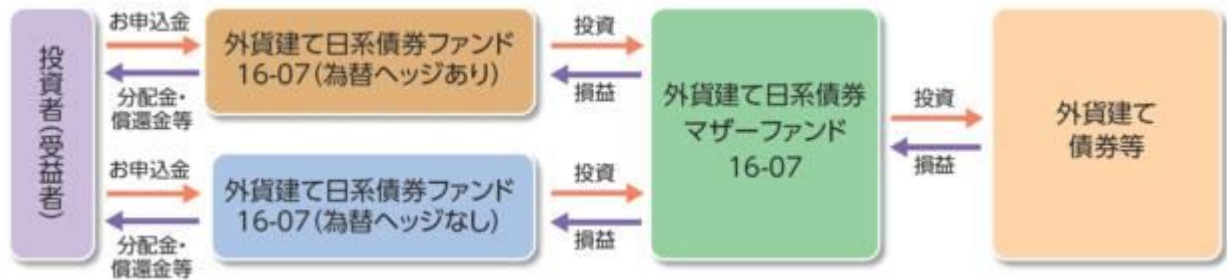 投資者(受益者)
お申込金
分配金・
償還金等
外貨建て日系債券ファンド
16-07(為替ヘッジあり)
投資
損益
お申込金
分配金・
償還金等
外貨建て日系債券ファンド
16-07(為替ヘッジなし)
投資
損益
外貨建て日系債券
マザーファンド
16-07
投資
損益
外貨建て
債券等